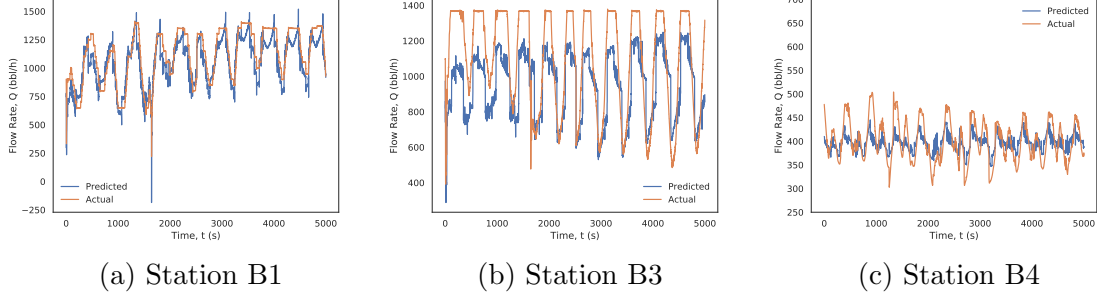 1500
1250
1000
750
500
250
0
−250
Flow Rate, Q (bbl/h)
Predicted
Actual
0 1000 2000 3000 4000 5000
Time, t (s)
(a) Station B1
1400
1200
1000
800
600
400
Flow Rate, Q (bbl/h)
Predicted
Actual
0 1000 2000 3000 4000 5000
Time, t (s)
(b) Station B3
700
650
600
550
500
450
400
350
300
250
Flow Rate, Q (bbl/h)
Predicted
Actual
0 1000 2000 3000 4000 5000
Time, t (s)
(c) Station B4